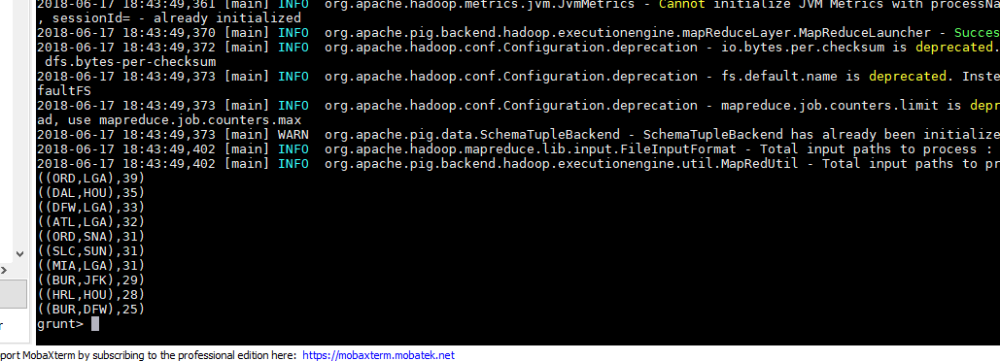 2018-06-17 18:43:49,361 [main] INFO  org.apache.hadoop.metrics.jvm.JvmMetrics - Cannot initialize JVM Metrics with processNa
, sessionId= - already initialized
2018-06-17 18:43:49,370 [main] INFO  org.apache.pig.backend.hadoop.executionengine.mapReduceLayer.MapReduceLauncher - Succes
2018-06-17 18:43:49,372 [main] INFO  org.apache.hadoop.conf.Configuration.deprecation - io.bytes.per.checksum is deprecated.
dfs.bytes-per-checksum
2018-06-17 18:43:49,373 [main] INFO  org.apache.hadoop.conf.Configuration.deprecation - fs.default.name is deprecated. Inste
faultFS
2018-06-17 18:43:49,373 [main] INFO  org.apache.hadoop.conf.Configuration.deprecation - mapreduce.job.counters.limit is depr
ad, use mapreduce.job.counters.max
2018-06-17 18:43:49,373 [main] WARN  org.apache.pig.data.SchemaTupleBackend - SchemaTupleBackend has already been initialize
2018-06-17 18:43:49,402 [main] INFO  org.apache.hadoop.mapreduce.lib.input.FileInputFormat - Total input paths to process :
2018-06-17 18:43:49,402 [main] INFO  org.apache.pig.backend.hadoop.executionengine.util.MapRedUtil - Total input paths to pr
((ORD,LGA),39)
((DAL,HOU),35)
((DFW,LGA),33)
((ATL,LGA),32)
((ORD,SNA),31)
((SLC,SUN),31)
((MIA,LGA),31)
((BUR,JFK),29)
((HRL,HOU),28)
((BUR,DFW),25)
grunt>
r
port MobaXterm by subscribing to the professional edition here: https://mobaxterm.mobatek.net